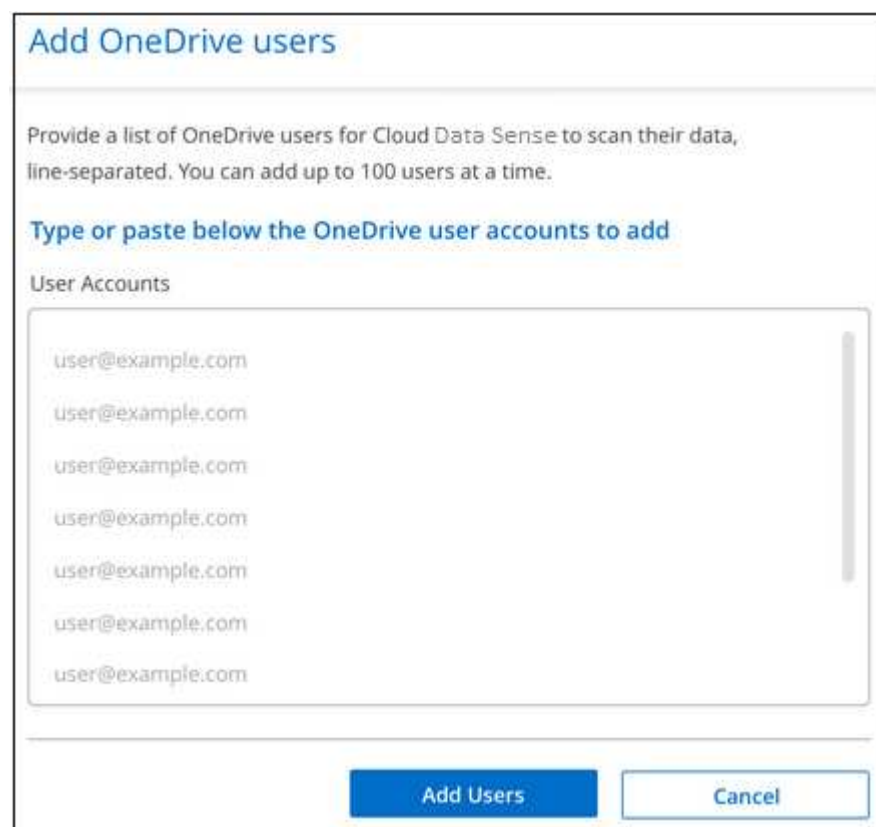 Add OneDrive users
Provide a list of OneDrive users for Cloud Data Sense to scan their data,
line-separated. You can add up to 100 users at a time.
Type or paste below the OneDrive user accounts to add
User Accounts
user@example.com
user@example.com
user@example.com
user@example.com
user@example.com
user@example.com
user@example.com
Add Users Cancel